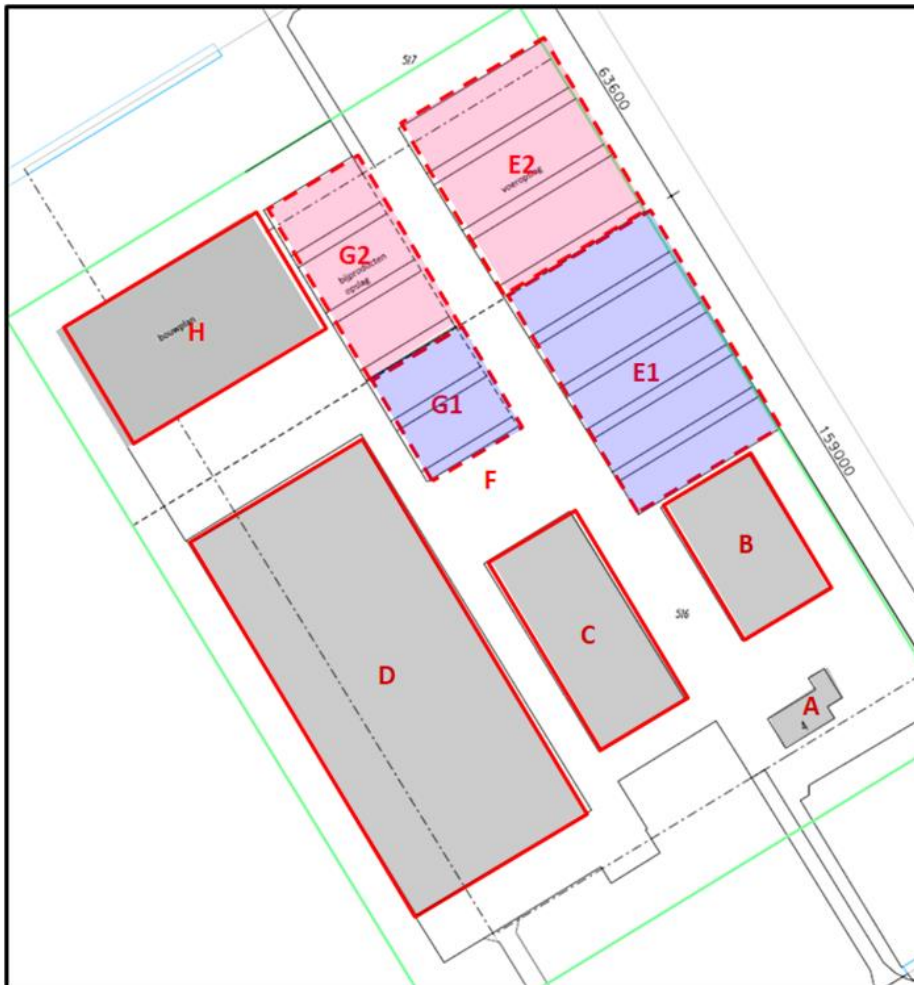 517
63600
E2
voeropslag
G2
bijproducten
opslag
bouwplan
H
E1
G1
159000
F
B
516
C
D
A
4